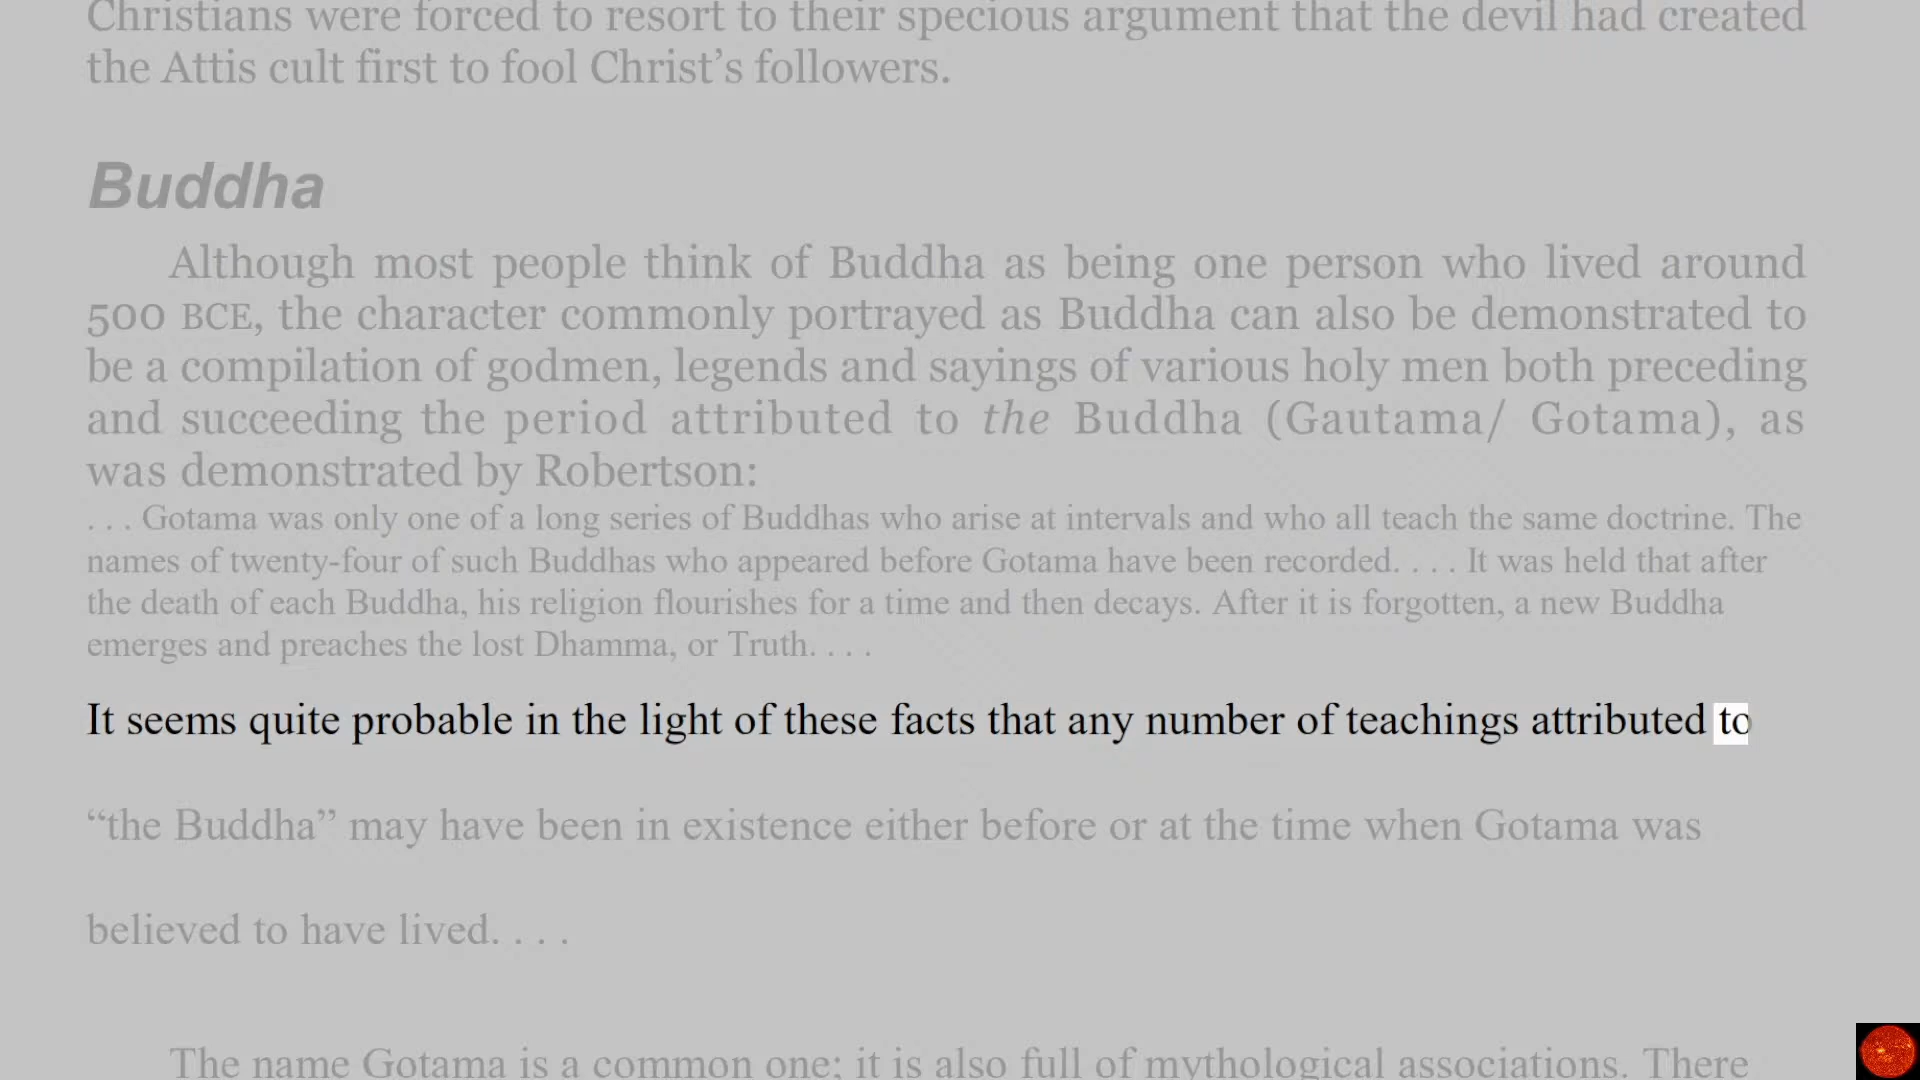 Christians were forced to resort to their specious argument that the devil had created
the Attis cult first to fool Christ’s followers.
Buddha
Although most people think of Buddha as being one person who lived around
500 BCE, the character commonly portrayed as Buddha can also be demonstrated to
be a compilation of godmen, legends and sayings of various holy men both preceding
and succeeding the period attributed to the Buddha (Gautama/ Gotama), as
was demonstrated by Robertson:
. . . Gotama was only one of a long series of Buddhas who arise at intervals and who all teach the same doctrine. The
names of twenty-four of such Buddhas who appeared before Gotama have been recorded. . . . It was held that after
the death of each Buddha, his religion flourishes for a time and then decays. After it is forgotten, a new Buddha
emerges and preaches the lost Dhamma, or Truth. . . .
It seems quite probable in the light of these facts that any number of teachings attributed to
“the Buddha” may have been in existence either before or at the time when Gotama was
believed to have lived. . . .
The name Gotama is a common one; it is also full of mythological associations. There